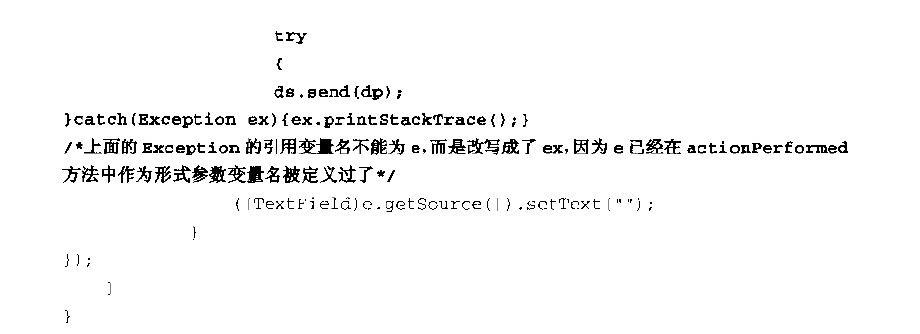 try
{
ds.send(dp);
}catch(Exception ex){ex.printStackTrace();}
/*上面的 Exception 的引用变量名不能为 e,而是改写成了 ex,因为 e 已经在 actionPerformed
方法中作为形式参数变量名被定义过了*/
((TextField)e.getSource()).setText("");
}
});
}
}